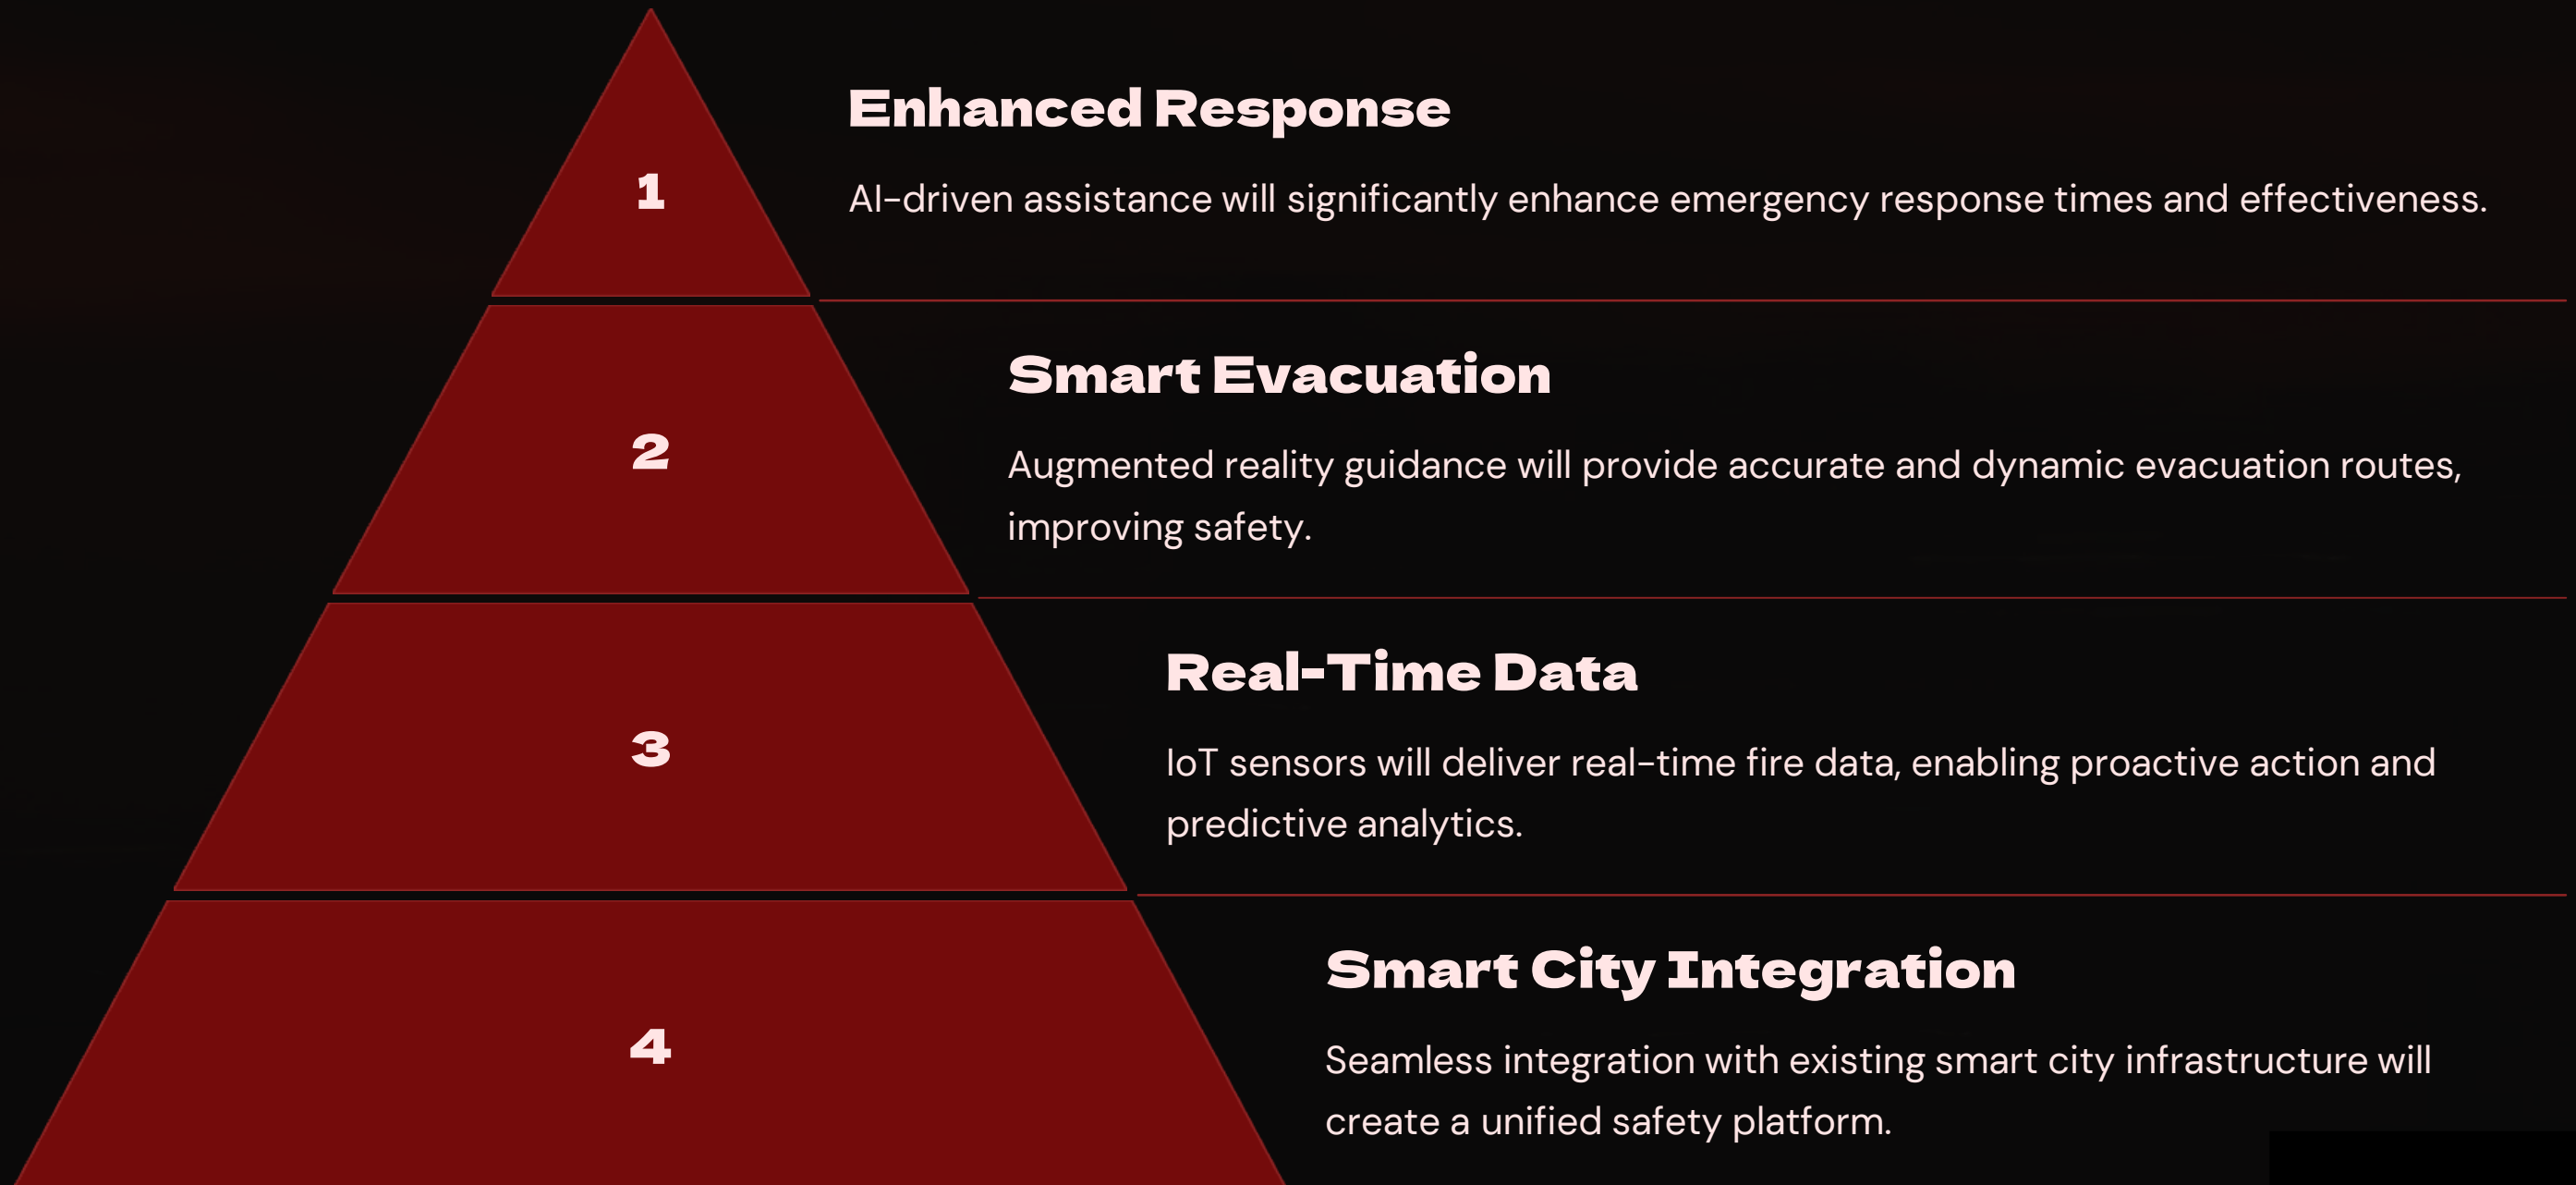 Enhanced Response
1
AI-driven assistance will significantly enhance emergency response times and effectiveness.
Smart Evacuation
2
Augmented reality guidance will provide accurate and dynamic evacuation routes,
improving safety.
Real-Time Data
3
IoT sensors will deliver real-time fire data, enabling proactive action and
predictive analytics.
Smart City Integration
4
Seamless integration with existing smart city infrastructure will
create a unified safety platform.